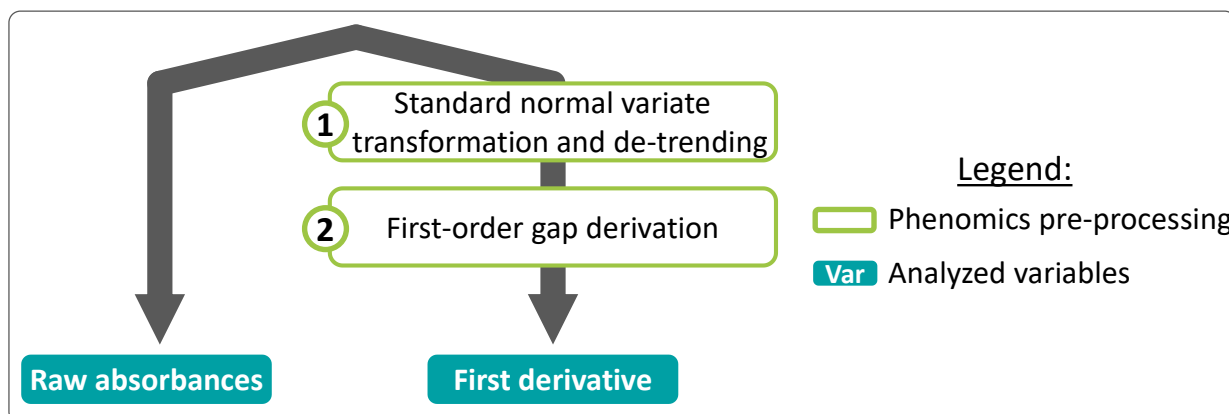 1
Standard normal variate
transformation and de-trending
2
First-order gap derivation
Raw absorbances
First derivative
Legend:
Phenomics pre-processing
Var
Analyzed variables